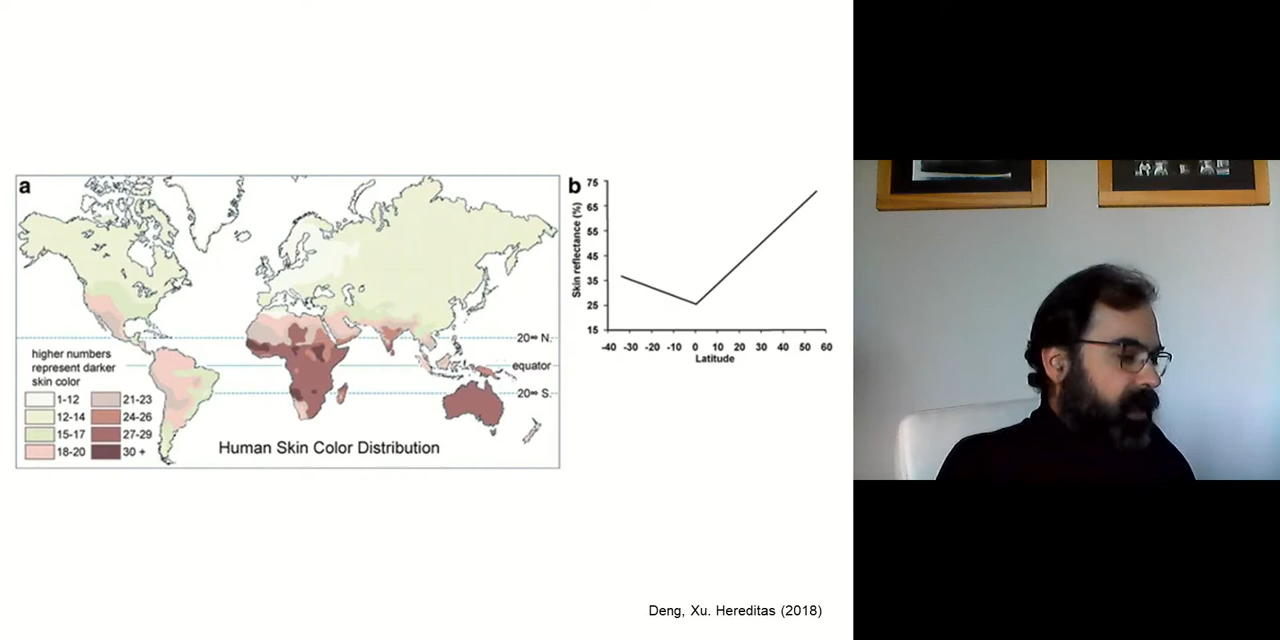 a
20∞ N.
higher numbers
represent darker
skin color
equator
20∞ S.
1-12
21-23
12-14
24-26
15-17
27-29
18-20
30 +
Human Skin Color Distribution
b
Skin reflectance (%)
75
65
55
45
35
25
15
-40 -30 -20 -10 0 10 20 30 40 50 60
Latitude
Deng, Xu. Hereditas (2018)